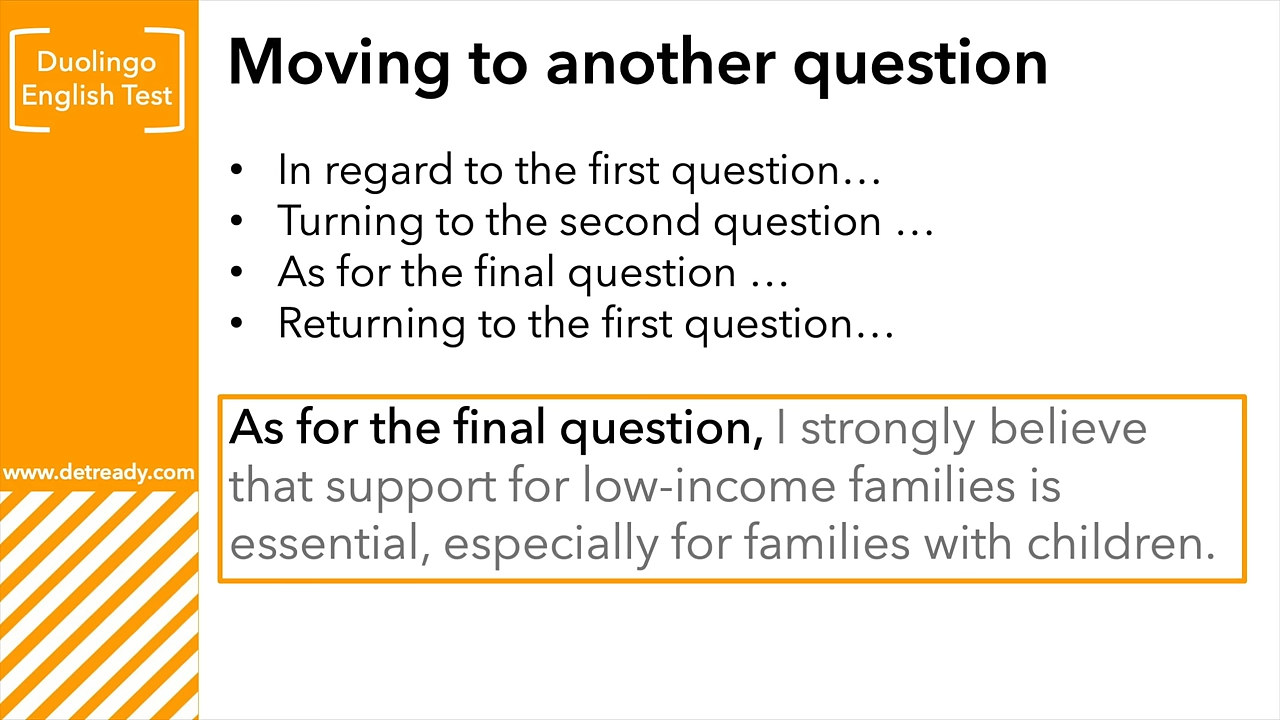 Duolingo
English Test
Moving to another question
• In regard to the first question…
• Turning to the second question …
• As for the final question …
• Returning to the first question…
As for the final question, I strongly believe
that support for low-income families is
essential, especially for families with children.
www.detready.com